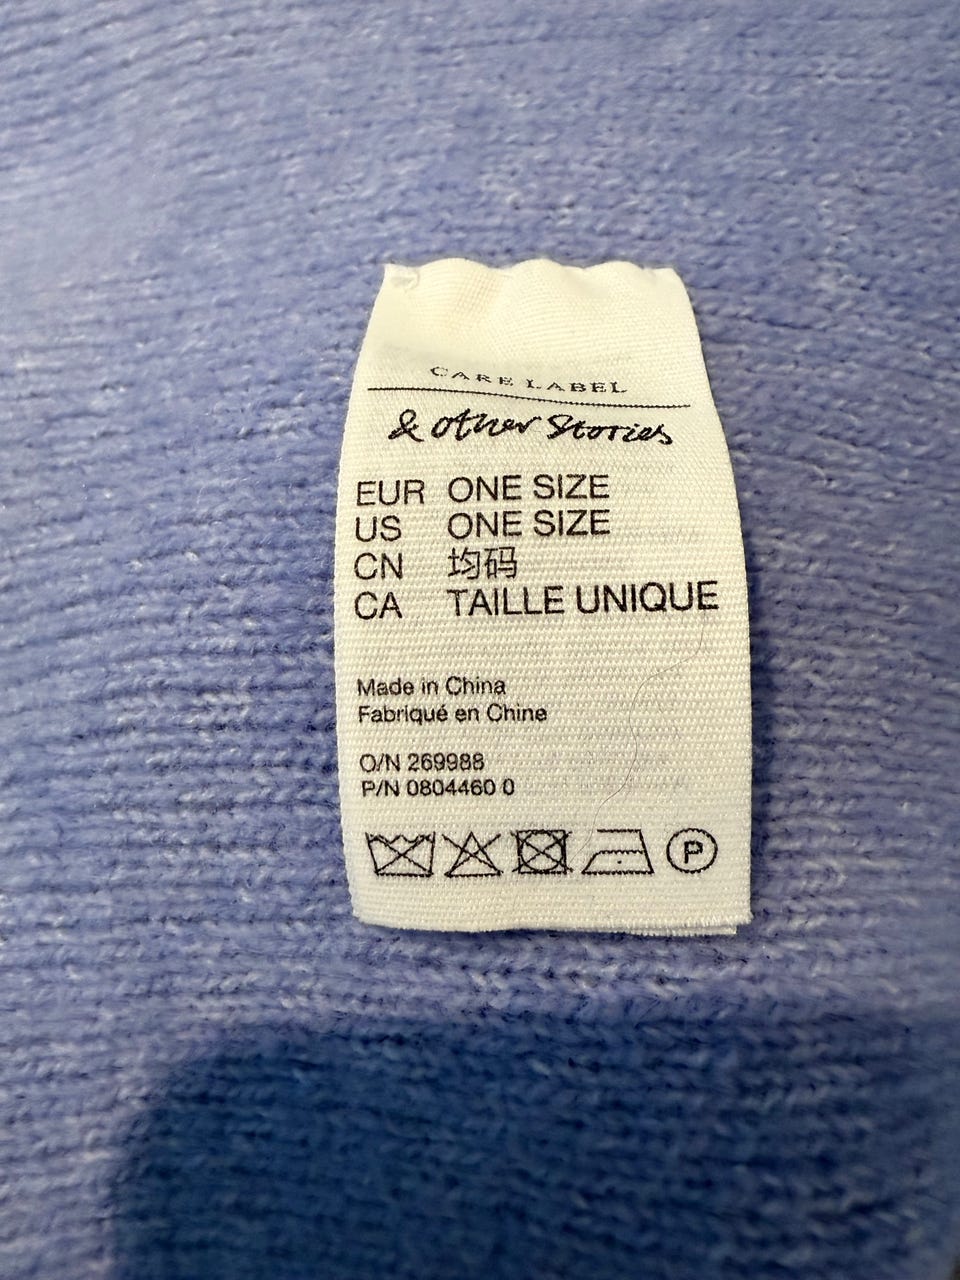 CARE LABEL
& other Stories
EUR ONE SIZE
US ONE SIZE
CN 均码
CA TAILLE UNIQUE
Made in China
Fabriqué en Chine
O/N 269988
P/N 0804460 0
P